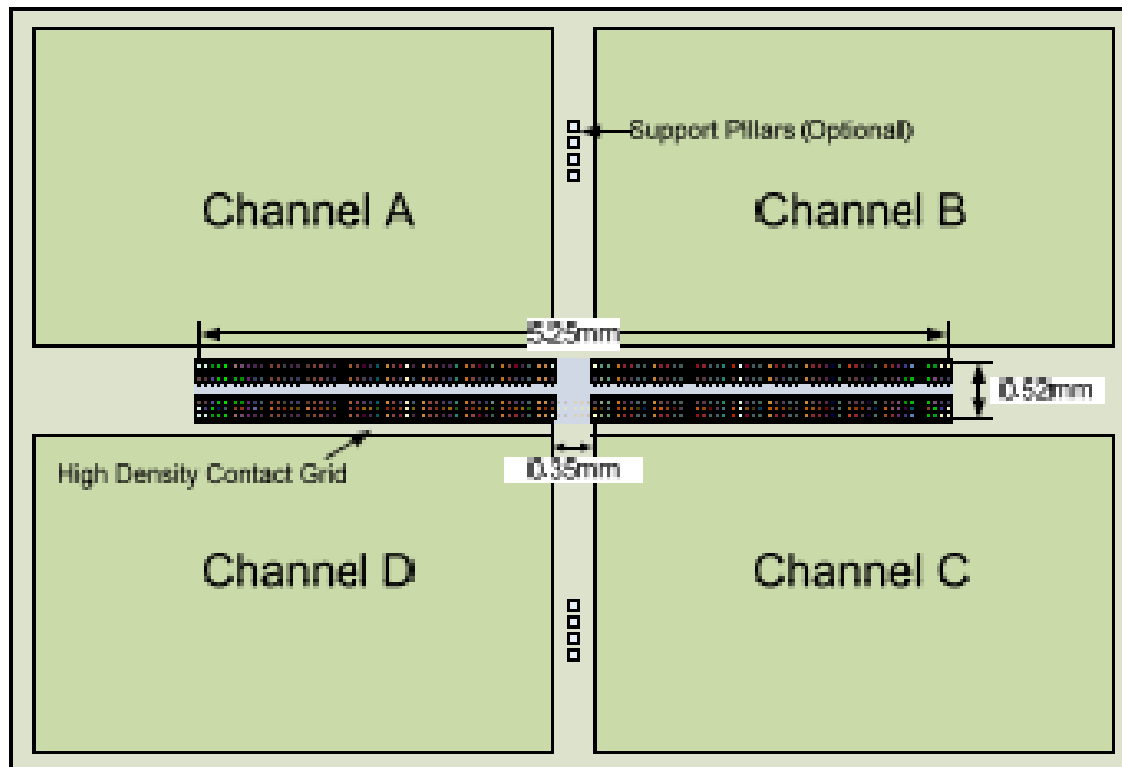 Support Pillars (Optional)
Channel A
Channel B
5.25mm
0.52mm
0.35mm
High Density Contact Grid
Channel D
Channel C